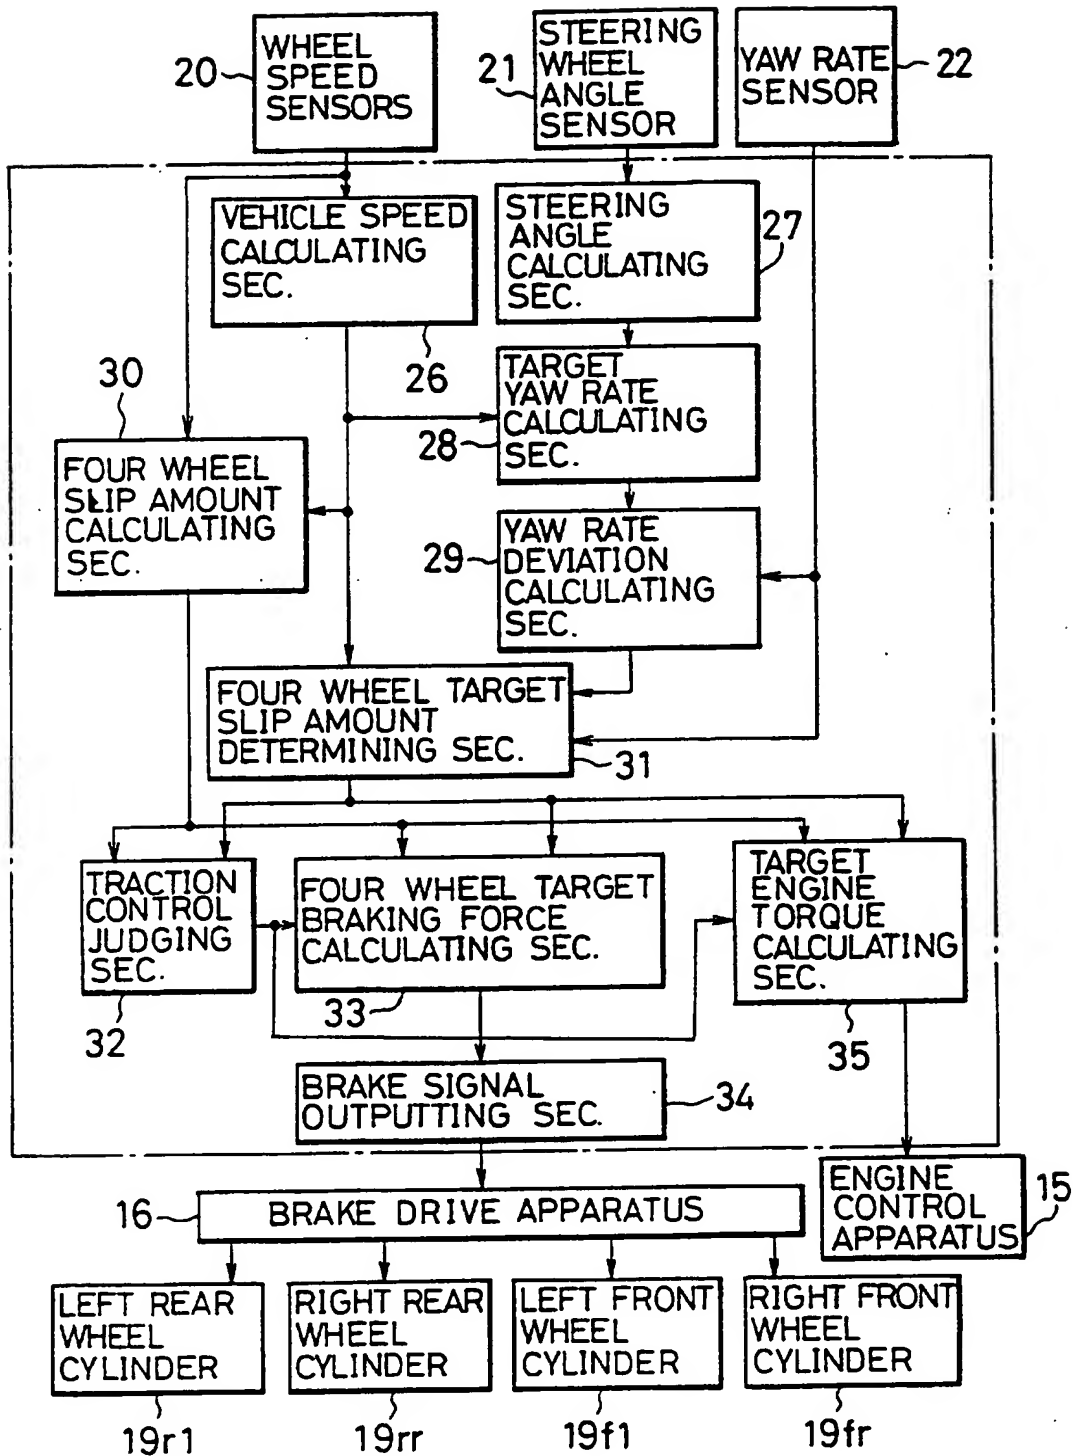 20
WHEEL
SPEED
SENSORS
21
STEERING
WHEEL
ANGLE
SENSOR
YAW RATE
SENSOR
22
VEHICLE SPEED
CALCULATING
SEC.
26
STEERING
ANGLE
CALCULATING
SEC.
27
30
FOUR WHEEL
SLIP AMOUNT
CALCULATING
SEC.
28
TARGET
YAW RATE
CALCULATING
SEC.
29
YAW RATE
DEVIATION
CALCULATING
SEC.
FOUR WHEEL TARGET
SLIP AMOUNT
DETERMINING SEC.
31
TRACTION
CONTROL
JUDGING
SEC.
32
FOUR WHEEL TARGET
BRAKING FORCE
CALCULATING SEC.
33
TARGET
ENGINE
TORQUE
CALCULATING
SEC.
35
BRAKE SIGNAL
OUTPUTTING SEC.
34
16
BRAKE DRIVE APPARATUS
ENGINE
CONTROL
APPARATUS
15
LEFT REAR
WHEEL
CYLINDER
19r1
RIGHT REAR
WHEEL
CYLINDER
19rr
LEFT FRONT
WHEEL
CYLINDER
19f1
RIGHT FRONT
WHEEL
CYLINDER
19fr